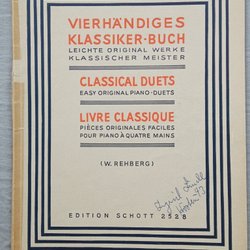 VIERHÄNDIGES
KLASSIKER·BUCH
LEICHTE ORIGINAL WERKE
KLASSISCHER MEISTER
CLASSICAL DUETS
EASY ORIGINAL PIANO·DUETS
LIVRE CLASSIQUE
PIÈCES ORIGINALES FACILES
POUR PIANO À QUATRE MAINS
(W. REHBERG)
EDITION SCHOTT 2528